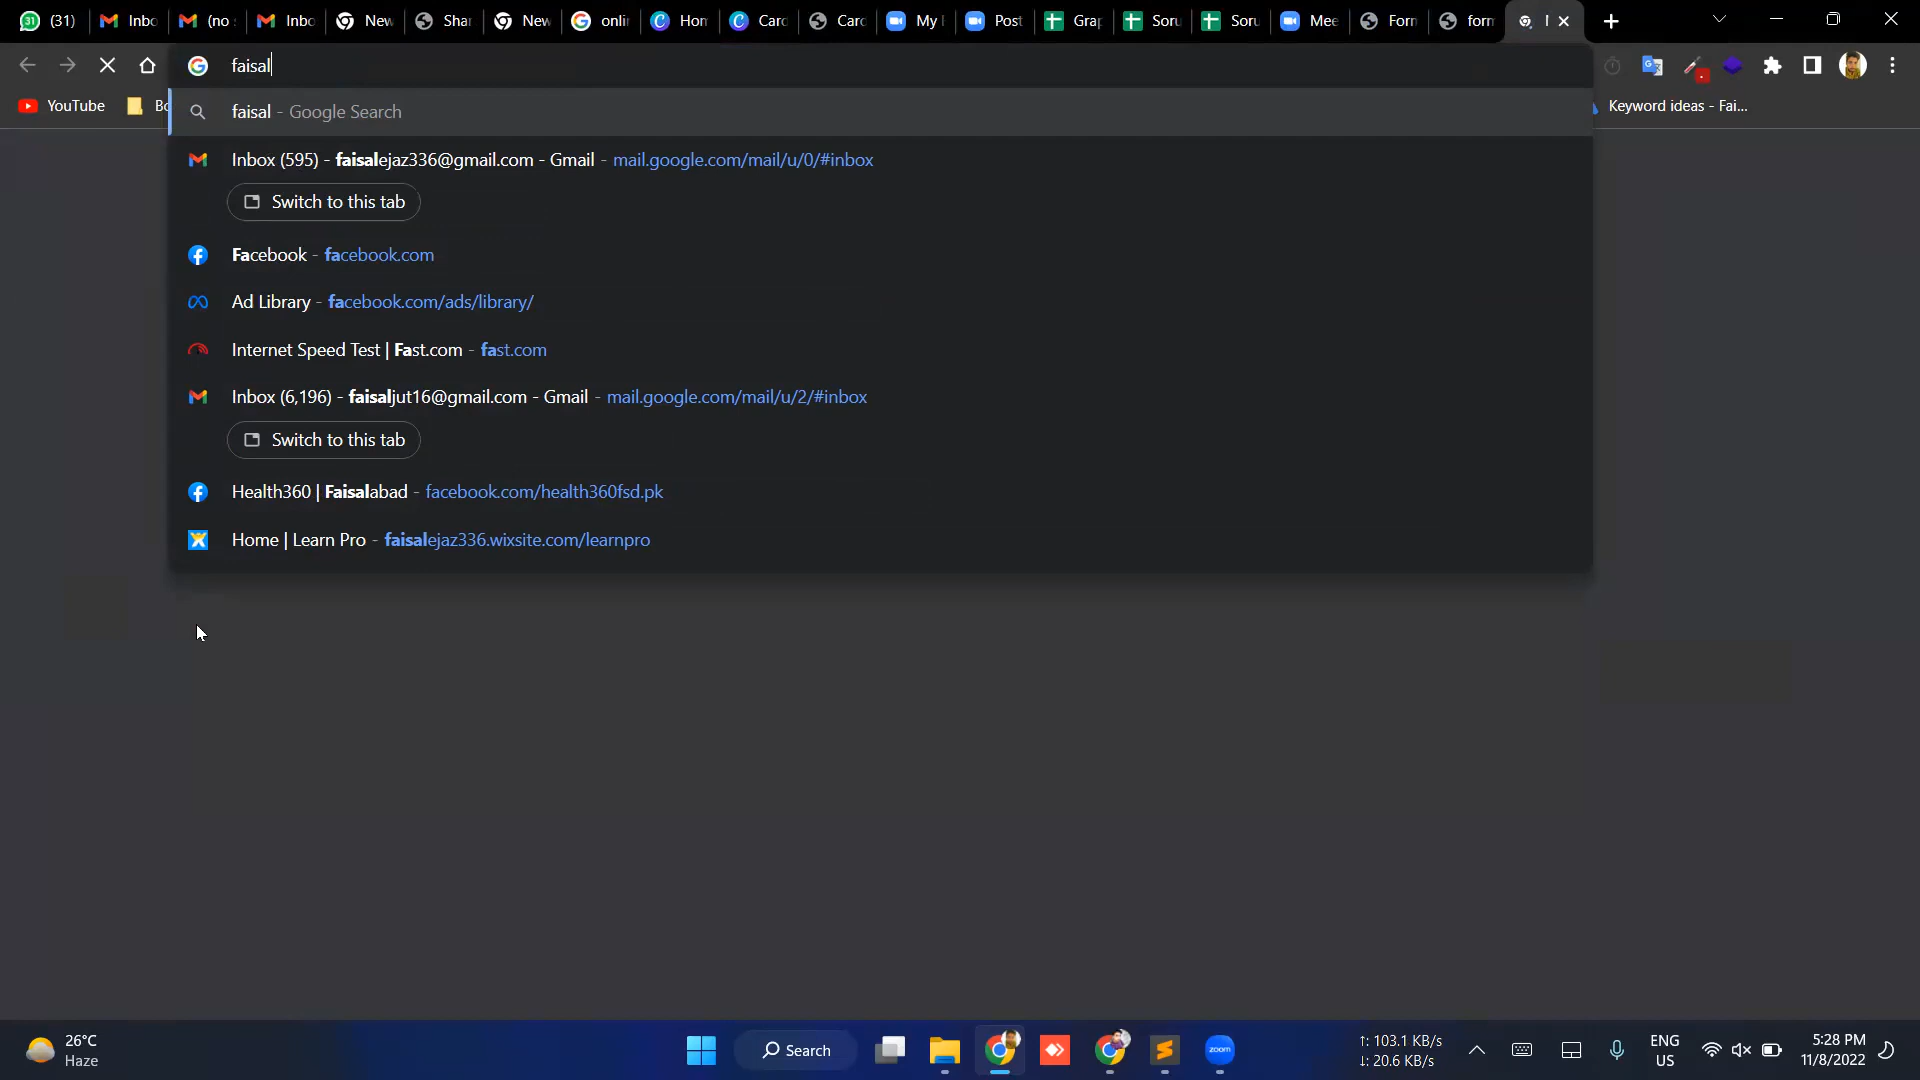 (31)
Inbo
(no
Inbo
New
Shar
New
onlin
Hon
Card
Card
My
Post
Grap
Soru
Soru
Mee
Forn
form
faisal
YouTube
Bo
Keyword ideas - Fai...
faisal - Google Search
Inbox (595) - faisalejaz336@gmail.com - Gmail - mail.google.com/mail/u/0/#inbox
Switch to this tab
Facebook - facebook.com
Ad Library - facebook.com/ads/library/
Internet Speed Test | Fast.com - fast.com
Inbox (6,196) - faisaljut16@gmail.com - Gmail - mail.google.com/mail/u/2/#inbox
Switch to this tab
Health360 | Faisalabad - facebook.com/health360fsd.pk
Home | Learn Pro - faisalejaz336.wixsite.com/learnpro
26°C
Haze
Search
zoom
↑: 103.1 KB/s
↓: 20.6 KB/s
ENG
US
5:28 PM
11/8/2022